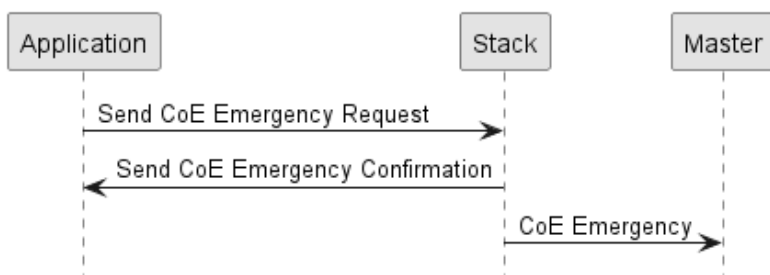 Application
Stack
Master
Send CoE Emergency Request
Send CoE Emergency Confirmation
CoE Emergency